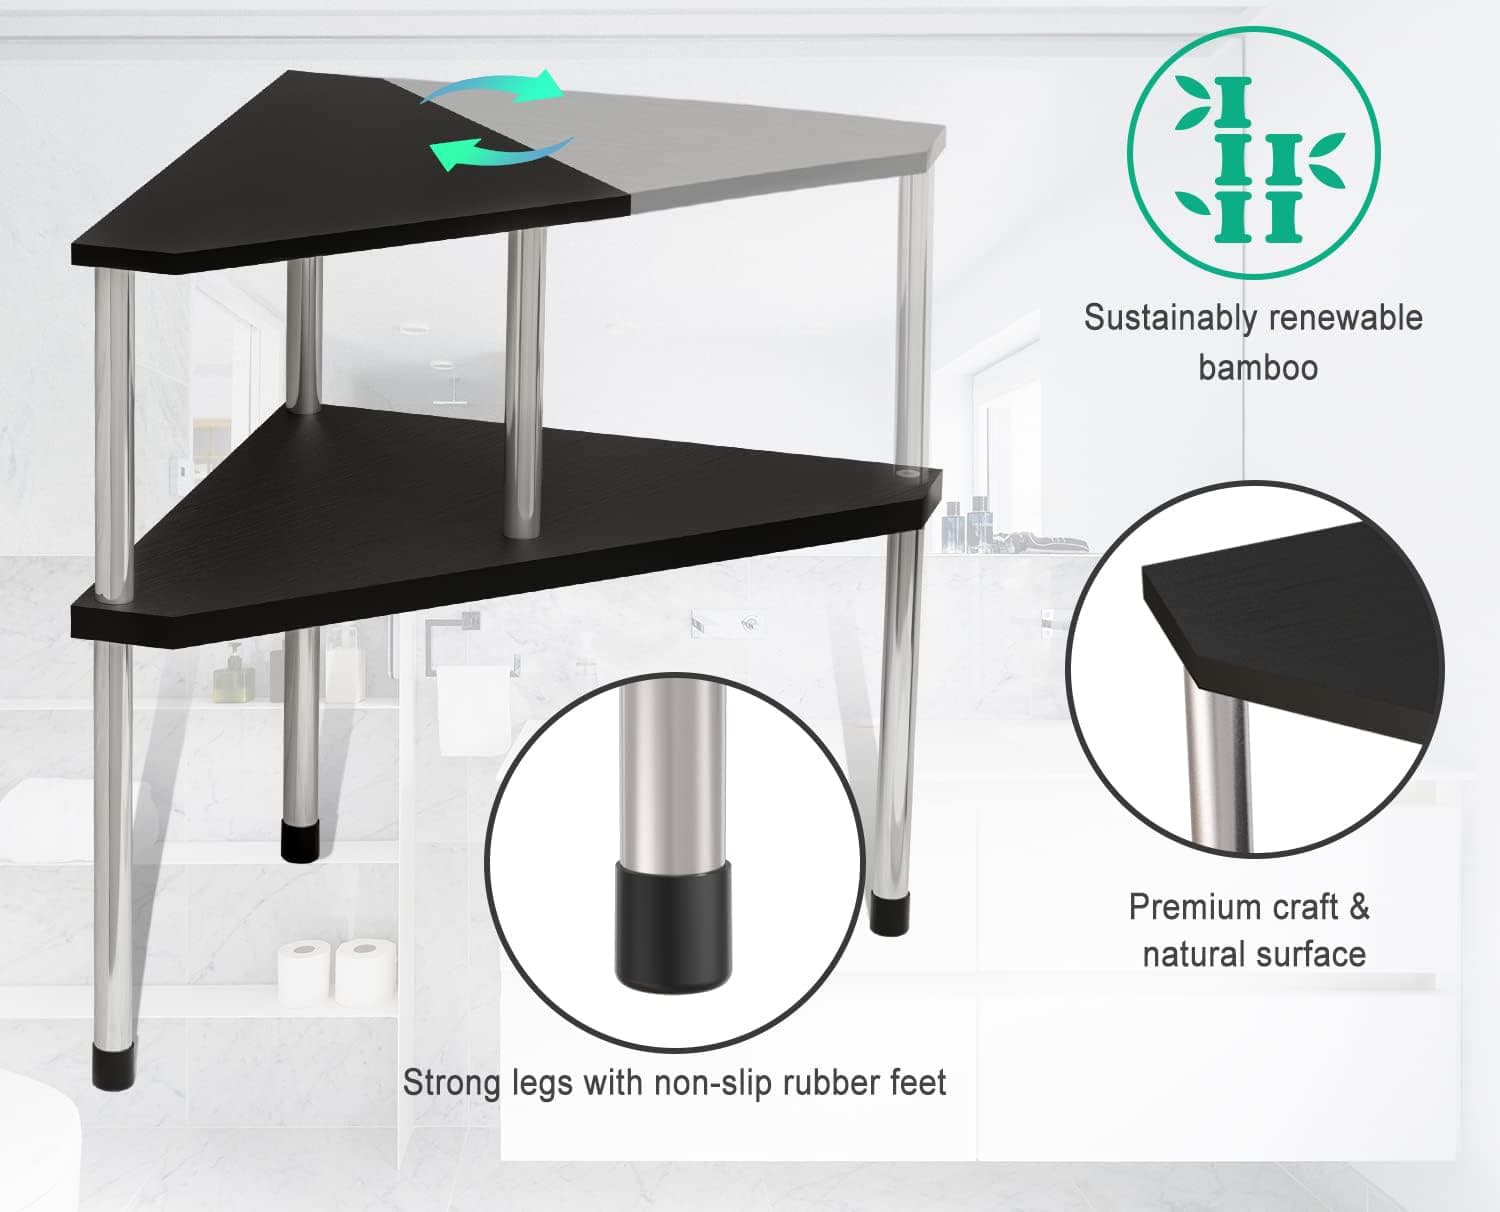 Sustainably renewable
bamboo
Premium craft &
natural surface
Strong legs with non-slip rubber feet